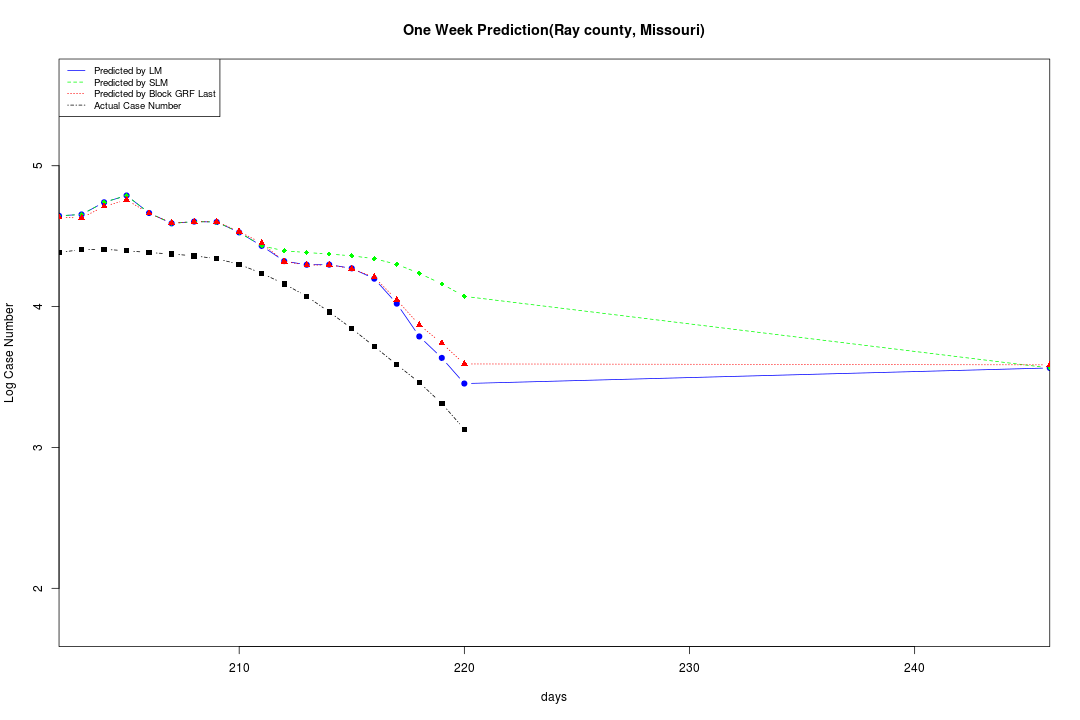 One Week Prediction(Ray county, Missouri)
Predicted by LM
Predicted by SLM
Predicted by Block GRF Last
Actual Case Number
5
4
3
2
Log Case Number
210 220 230 240
days